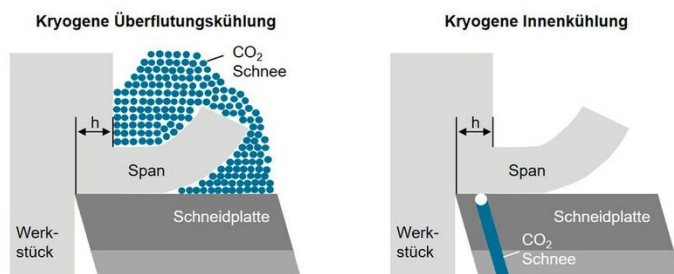 Kryogene Überflutungskühlung
CO₂
Schnee
h
Span
Schneidplatte
Werk-
stück
Kryogene Innenkühlung
h
Span
Schneidplatte
Werk-
stück
CO₂
Schnee